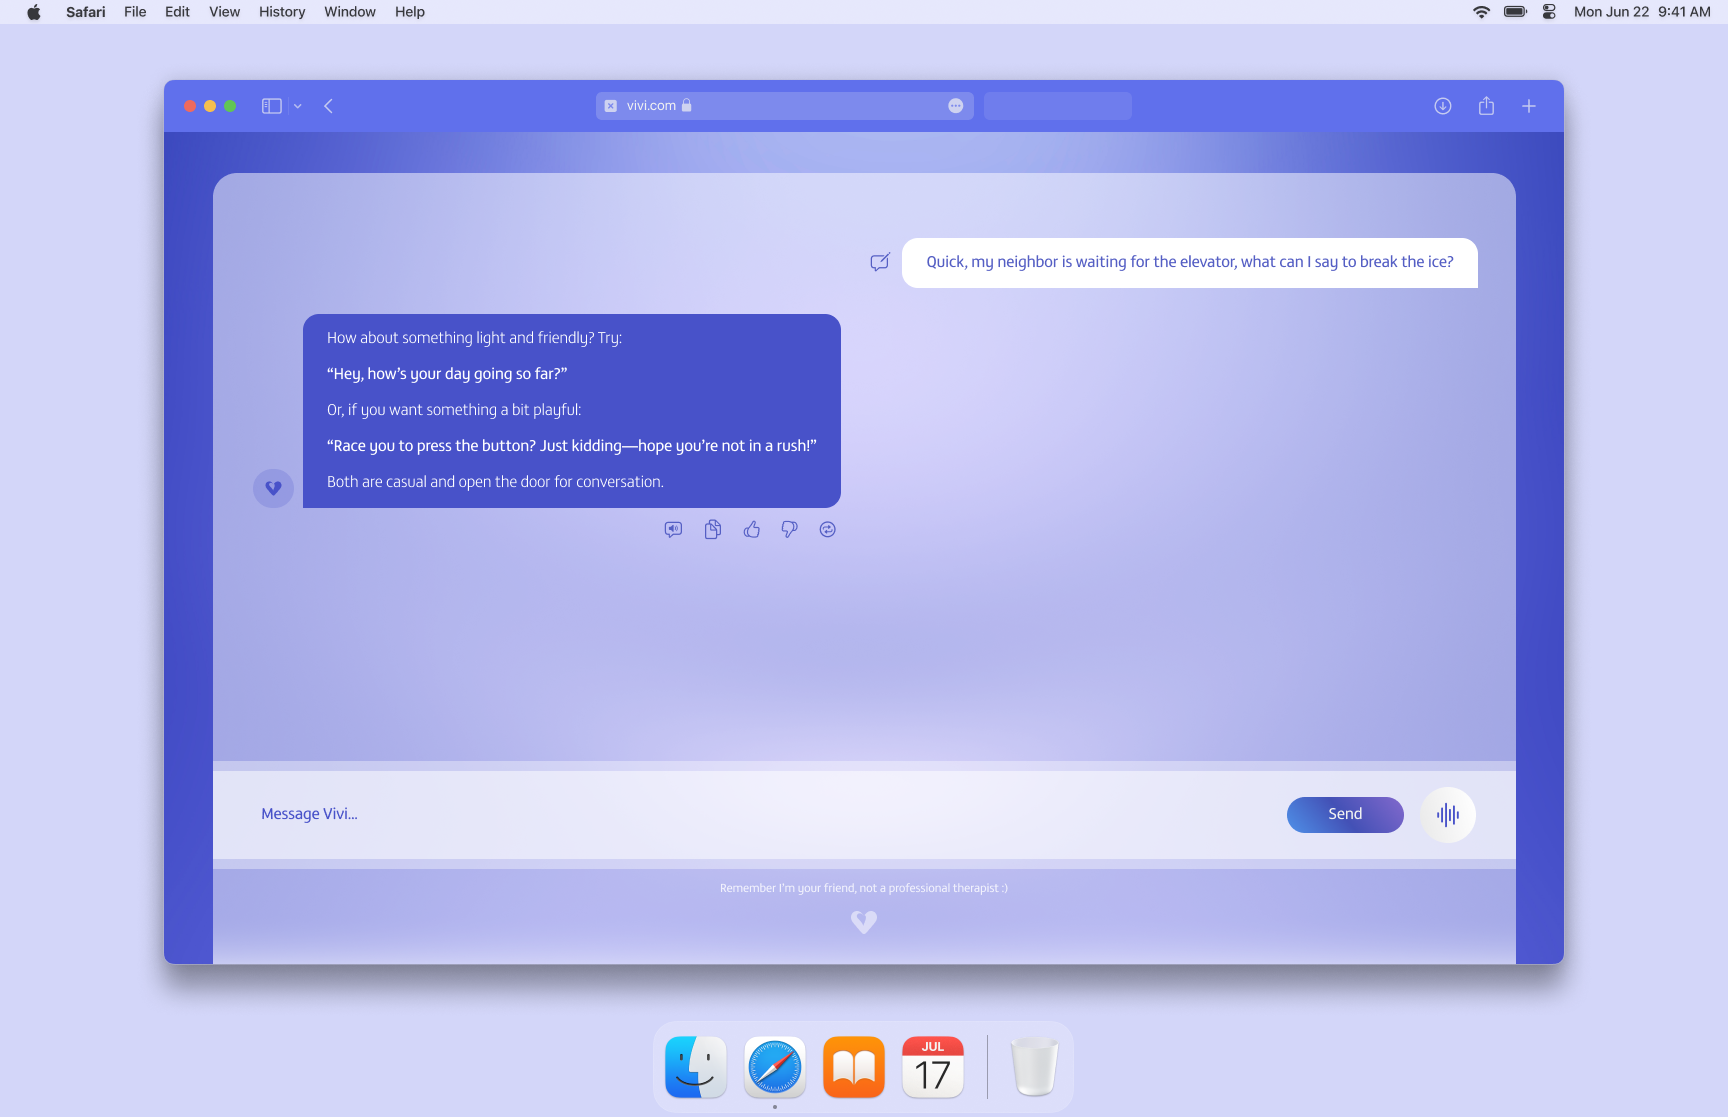 Safari File Edit View History Window Help Mon Jun 22 9:41 AM
vivi.com
Quick, my neighbor is waiting for the elevator, what can I say to break the ice?
How about something light and friendly? Try:
“Hey, how’s your day going so far?”
Or, if you want something a bit playful:
“Race you to press the button? Just kidding—hope you’re not in a rush!”
Both are casual and open the door for conversation.
Message Vivi...
Send
Remember I’m your friend, not a professional therapist :)
JUL
17